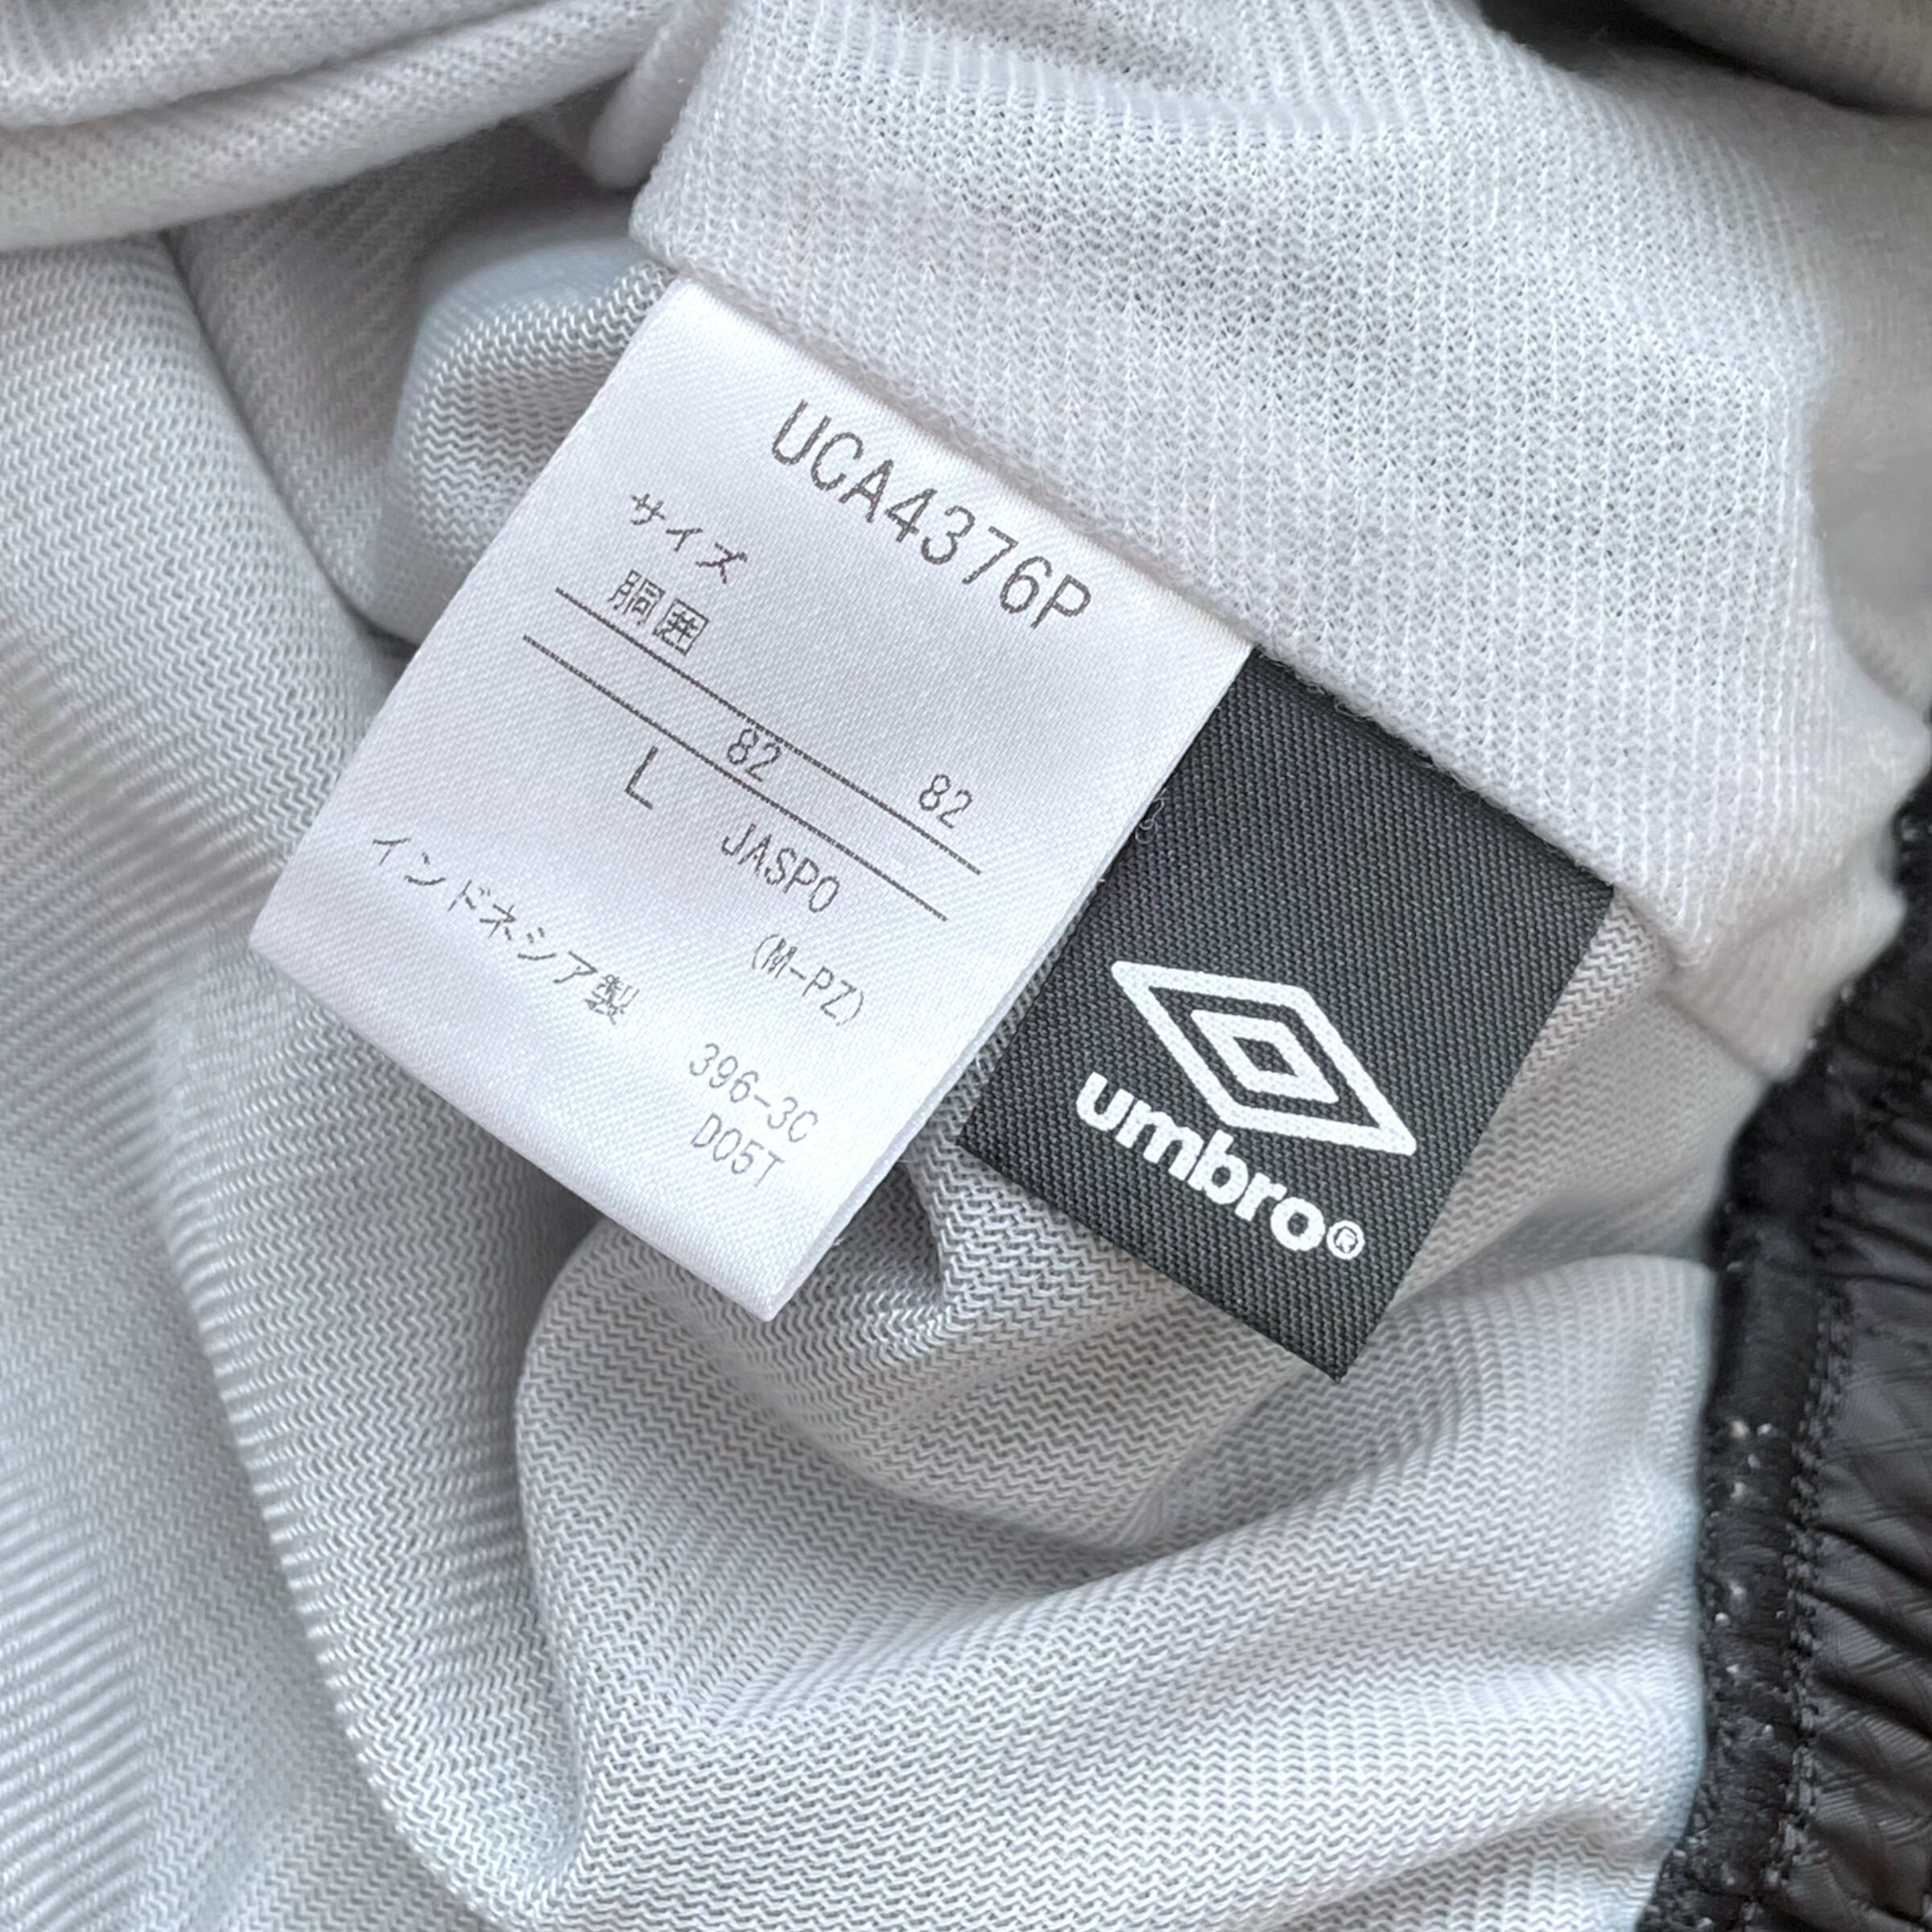 UCA4376P
サイズ
胴囲
82 82
L JASPO
(M-PZ)
インドネシア製
396-3C
D05T
umbro®